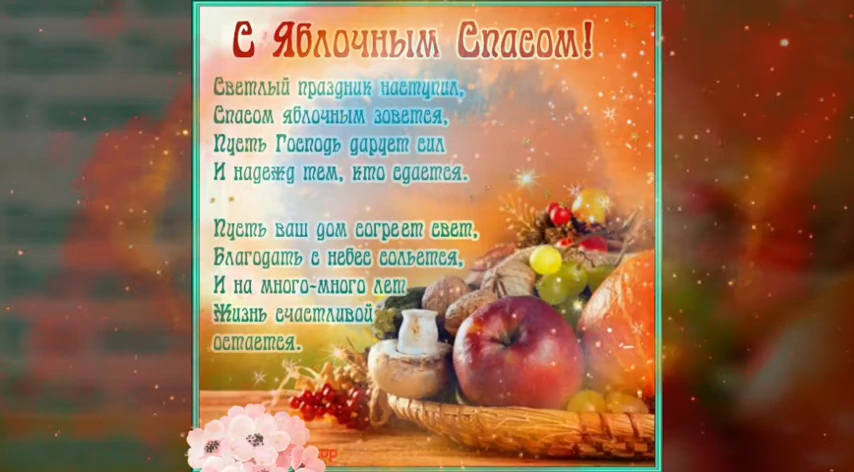 С Яблочным Спасом!
Светлый праздник наступил,
Спасом яблочным зовется,
Пусть Господь дарует сил
И надежд тем, кто сдается.
Пусть ваш дом согреет свет,
Благодать с небес сольется,
И на много-много лет
Жизнь счастливой
остается.